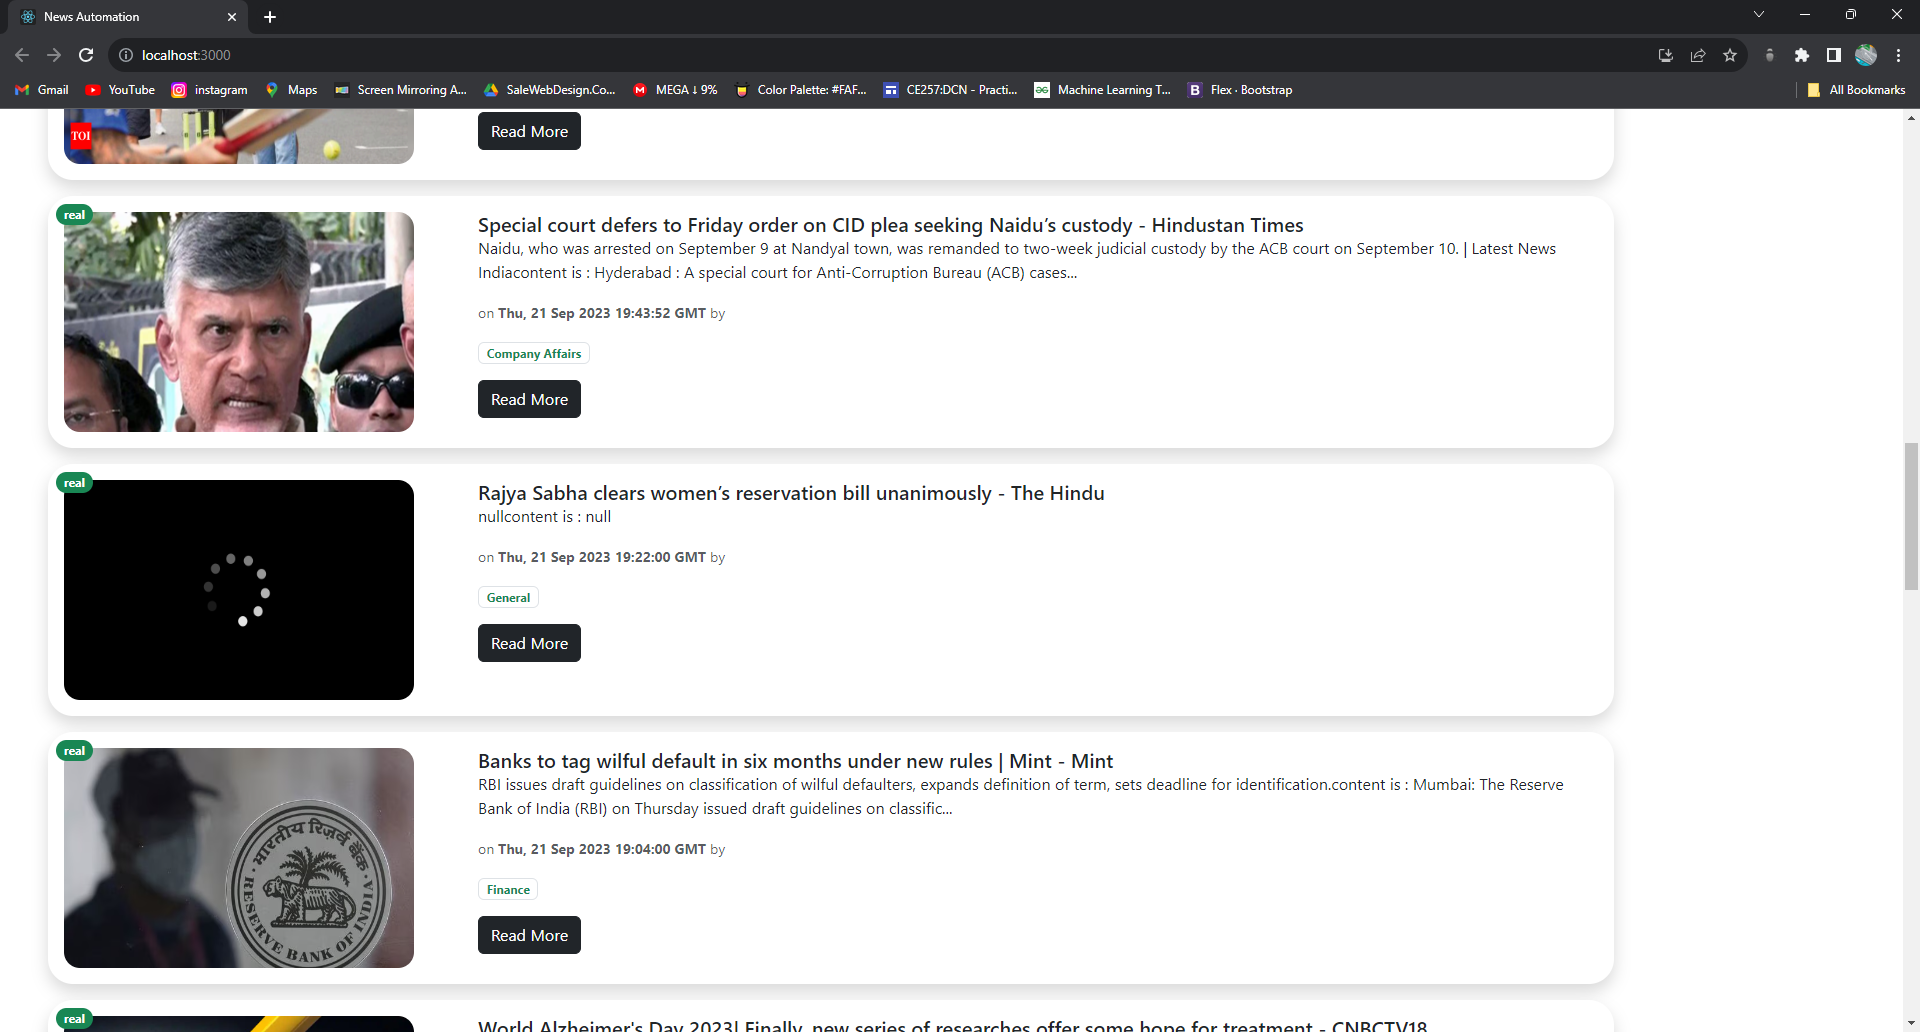 News Automation
localhost:3000
Gmail YouTube instagram Maps Screen Mirroring A... SaleWebDesign.Co... MEGA ↓ 9% Color Palette: #FAF... CE257:DCN - Practi... Machine Learning T... Flex · Bootstrap All Bookmarks
TOI
Read More
real
Special court defers to Friday order on CID plea seeking Naidu’s custody - Hindustan Times
Naidu, who was arrested on September 9 at Nandyal town, was remanded to two-week judicial custody by the ACB court on September 10. | Latest News
Indiacontent is : Hyderabad : A special court for Anti-Corruption Bureau (ACB) cases...
on Thu, 21 Sep 2023 19:43:52 GMT by
Company Affairs
Read More
real
Rajya Sabha clears women’s reservation bill unanimously - The Hindu
nullcontent is : null
on Thu, 21 Sep 2023 19:22:00 GMT by
General
Read More
real
Banks to tag wilful default in six months under new rules | Mint - Mint
RBI issues draft guidelines on classification of wilful defaulters, expands definition of term, sets deadline for identification.content is : Mumbai: The Reserve
Bank of India (RBI) on Thursday issued draft guidelines on classific...
on Thu, 21 Sep 2023 19:04:00 GMT by
Finance
Read More
भारतीय रिज़र्व बैंक
RESERVE BANK OF INDIA
real
World Alzheimer's Day 2023| Finally, new series of researches offer some hope for treatment - CNBCTV18